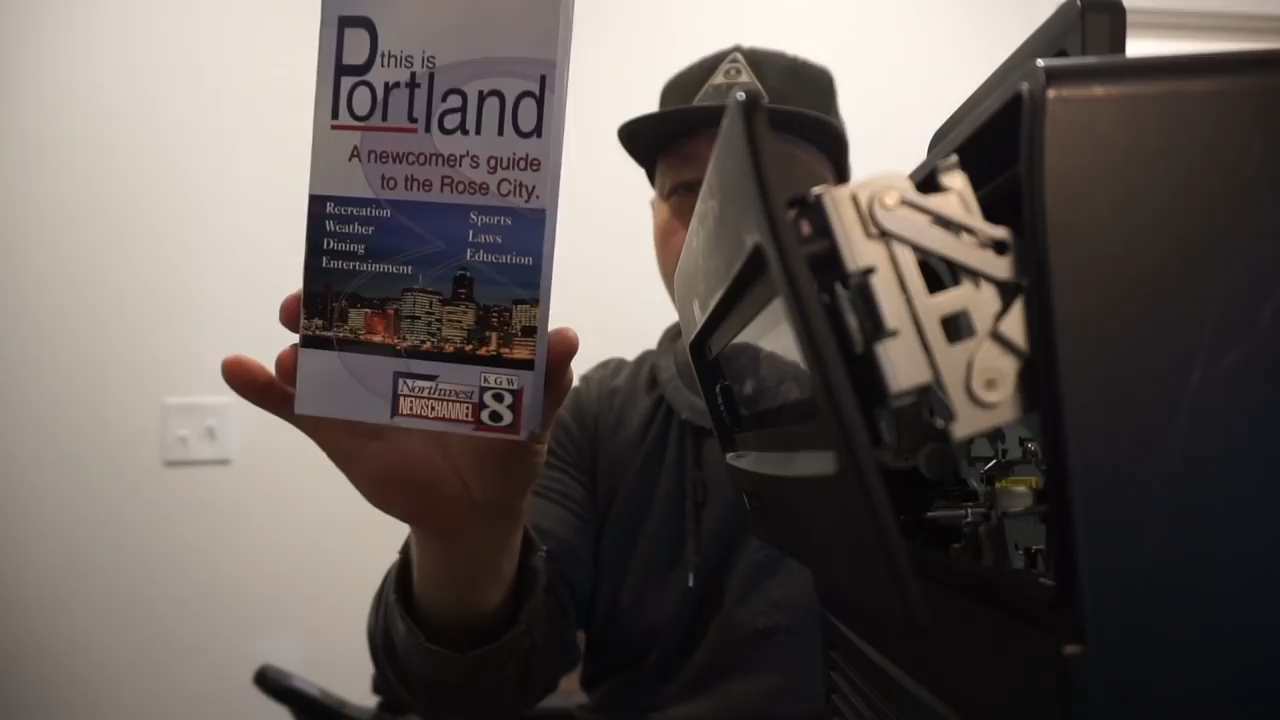 this is
Portland
A newcomer's guide
to the Rose City.
Recreation
Weather
Dining
Entertainment
Sports
Laws
Education
Northwest
NEWSCHANNEL
KGW
8